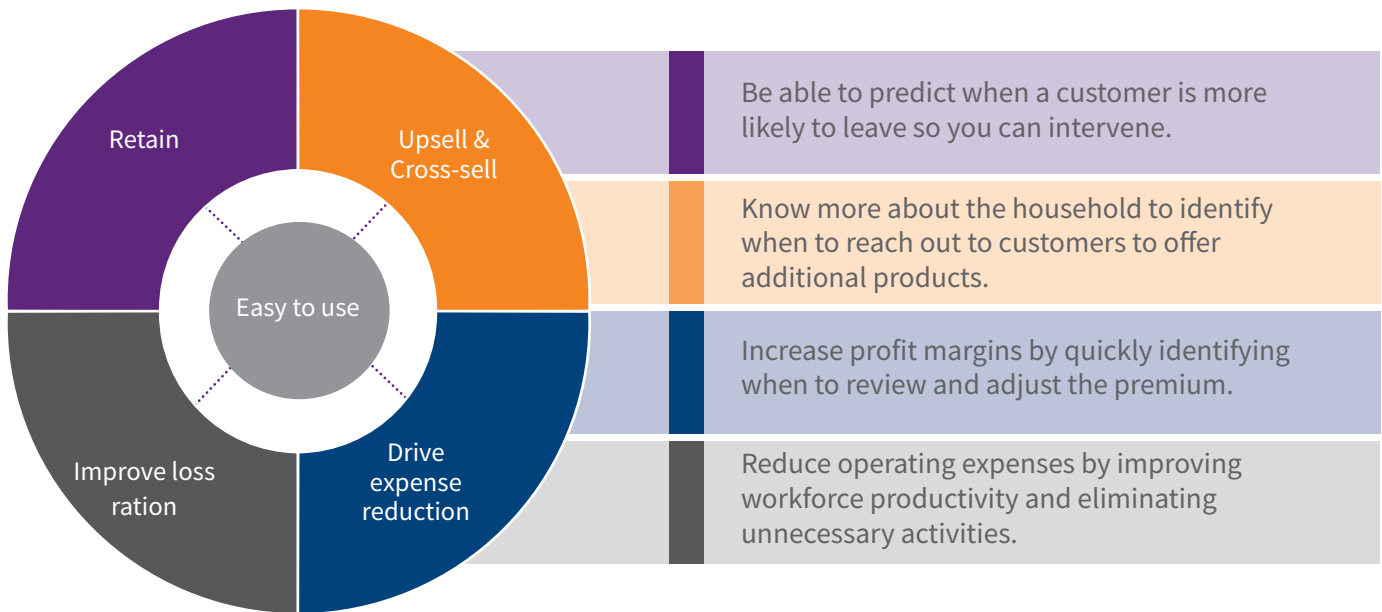 Retain
Upsell &
Cross-sell
Easy to use
Improve loss
ration
Drive
expense
reduction
Be able to predict when a customer is more
likely to leave so you can intervene.
Know more about the household to identify
when to reach out to customers to offer
additional products.
Increase profit margins by quickly identifying
when to review and adjust the premium.
Reduce operating expenses by improving
workforce productivity and eliminating
unnecessary activities.